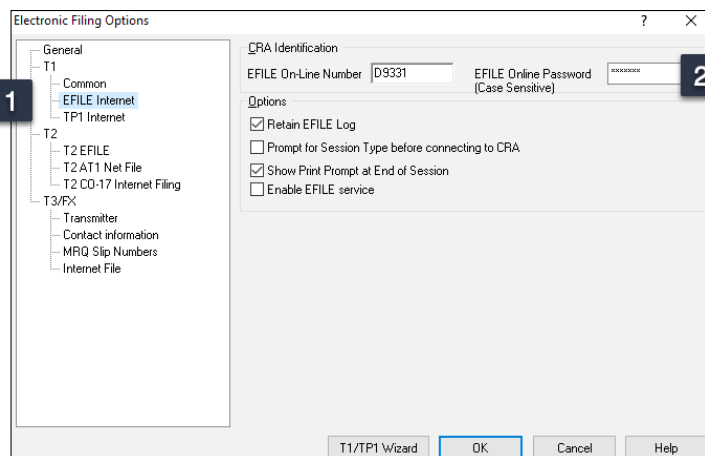 Electronic Filing Options ? X
General
T1
Common
EFILE Internet
TP1 Internet
T2
T2 EFILE
T2 AT1 Net File
T2 CO-17 Internet Filing
T3/FX
Transmitter
Contact information
MRQ Slip Numbers
Internet File
1
CRA Identification
EFILE On-Line Number D9331 EFILE Online Password ×××××××
(Case Sensitive)
2
Options
Retain EFILE Log
Prompt for Session Type before connecting to CRA
Show Print Prompt at End of Session
Enable EFILE service
T1/TP1 Wizard OK Cancel Help